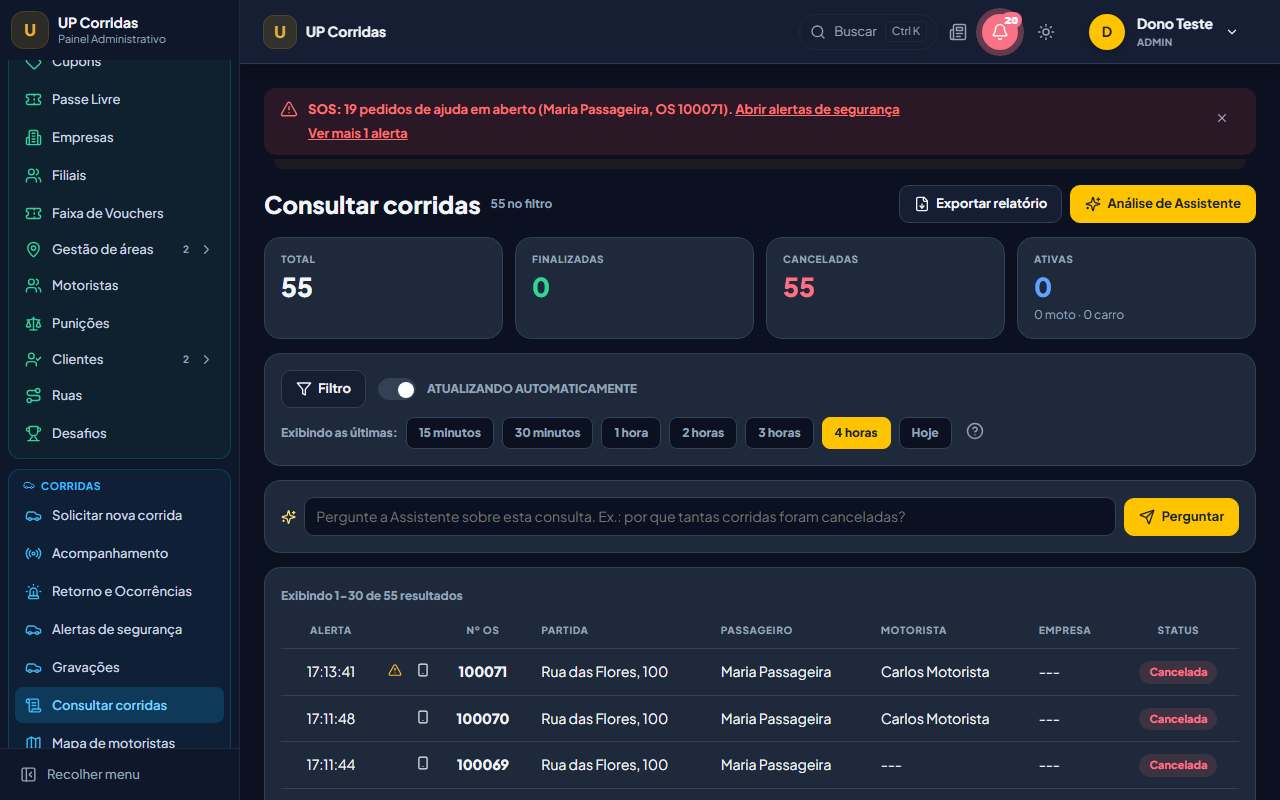 U
UP Corridas
Painel Administrativo
Cupons
Passe Livre
Empresas
Filiais
Faixa de Vouchers
Gestão de áreas 2
Motoristas
Punições
Clientes 2
Ruas
Desafios
CORRIDAS
Solicitar nova corrida
Acompanhamento
Retorno e Ocorrências
Alertas de segurança
Gravações
Consultar corridas
Mapa de motoristas
Recolher menu
U UP Corridas
Buscar Ctrl K
20
D
Dono Teste
ADMIN
SOS: 19 pedidos de ajuda em aberto (Maria Passageira, OS 100071). Abrir alertas de segurança
Ver mais 1 alerta
Consultar corridas 55 no filtro
Exportar relatório
Análise de Assistente
TOTAL
55
FINALIZADAS
0
CANCELADAS
55
ATIVAS
0
0 moto · 0 carro
Filtro
ATUALIZANDO AUTOMATICAMENTE
Exibindo as últimas: 15 minutos 30 minutos 1 hora 2 horas 3 horas 4 horas Hoje
Pergunte a Assistente sobre esta consulta. Ex.: por que tantas corridas foram canceladas?
Perguntar
Exibindo 1–30 de 55 resultados
ALERTA Nº OS PARTIDA PASSAGEIRO MOTORISTA EMPRESA STATUS
17:13:41 100071 Rua das Flores, 100 Maria Passageira Carlos Motorista --- Cancelada
17:11:48 100070 Rua das Flores, 100 Maria Passageira Carlos Motorista --- Cancelada
17:11:44 100069 Rua das Flores, 100 Maria Passageira --- --- Cancelada